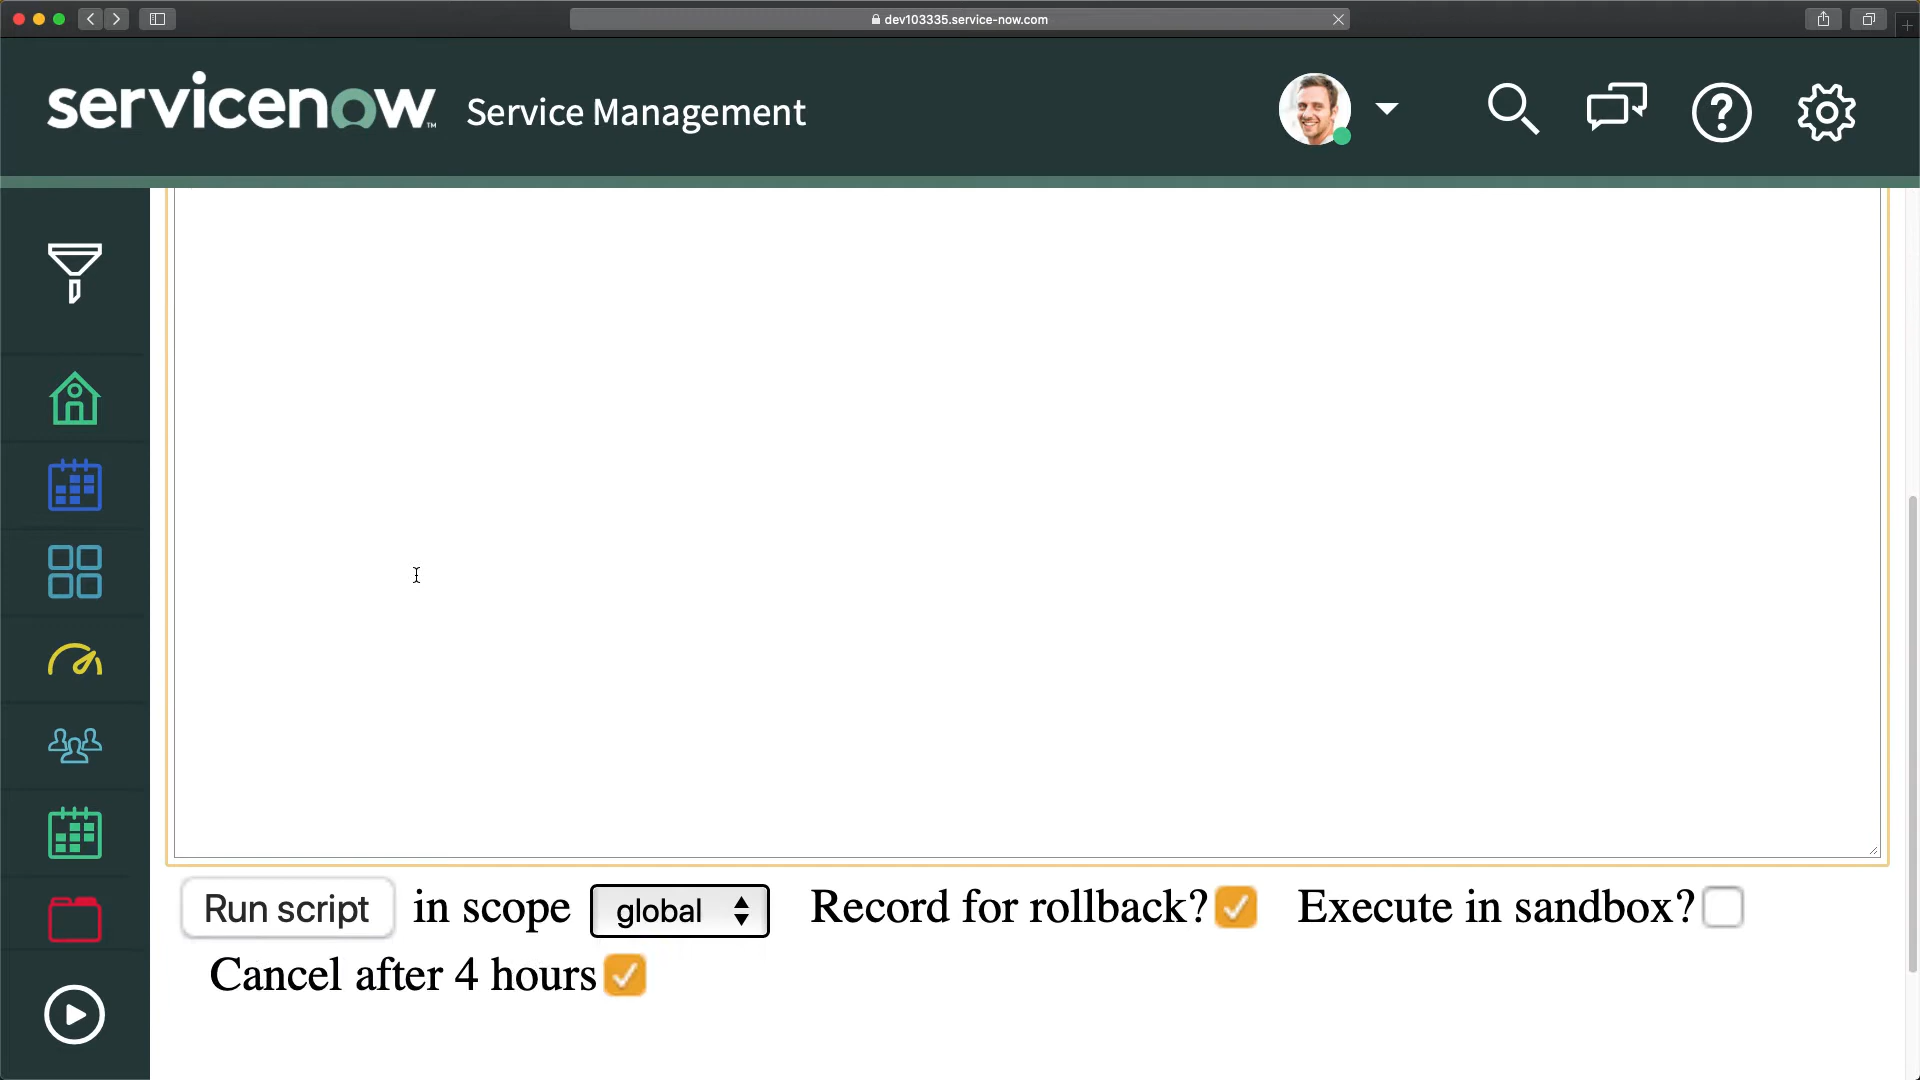 dev103335.service-now.com
servicenow™ Service Management
Run script in scope global Record for rollback? Execute in sandbox?
Cancel after 4 hours